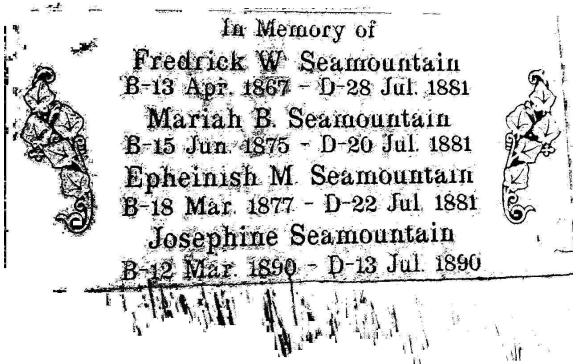 In Memory of
Fredrick W Seamountain
B-13 Apr. 1867 - D-28 Jul. 1881
Mariah B. Seamountain
B-15 Jun. 1875 - D-20 Jul. 1881
Epheinish M. Seamountain
B-18 Mar. 1877 - D-22 Jul. 1881
Josephine Seamountain
B-12 Mar. 1890 - D-13 Jul. 1890